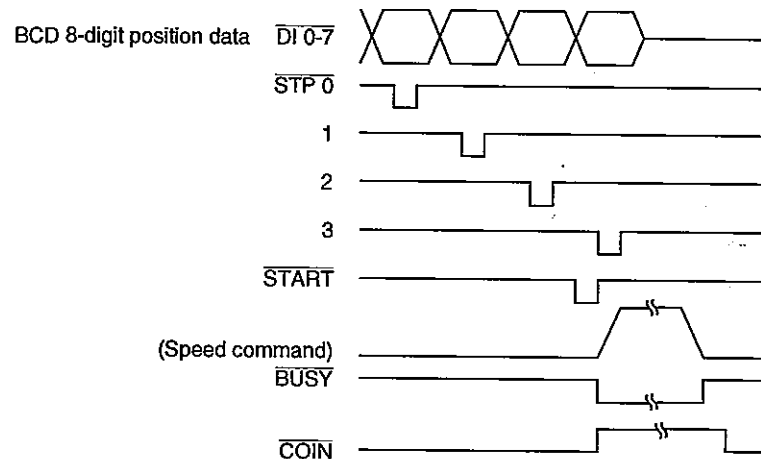 BCD 8-digit position data DI 0-7
STP 0
1
2
3
START
(Speed command)
BUSY
COIN